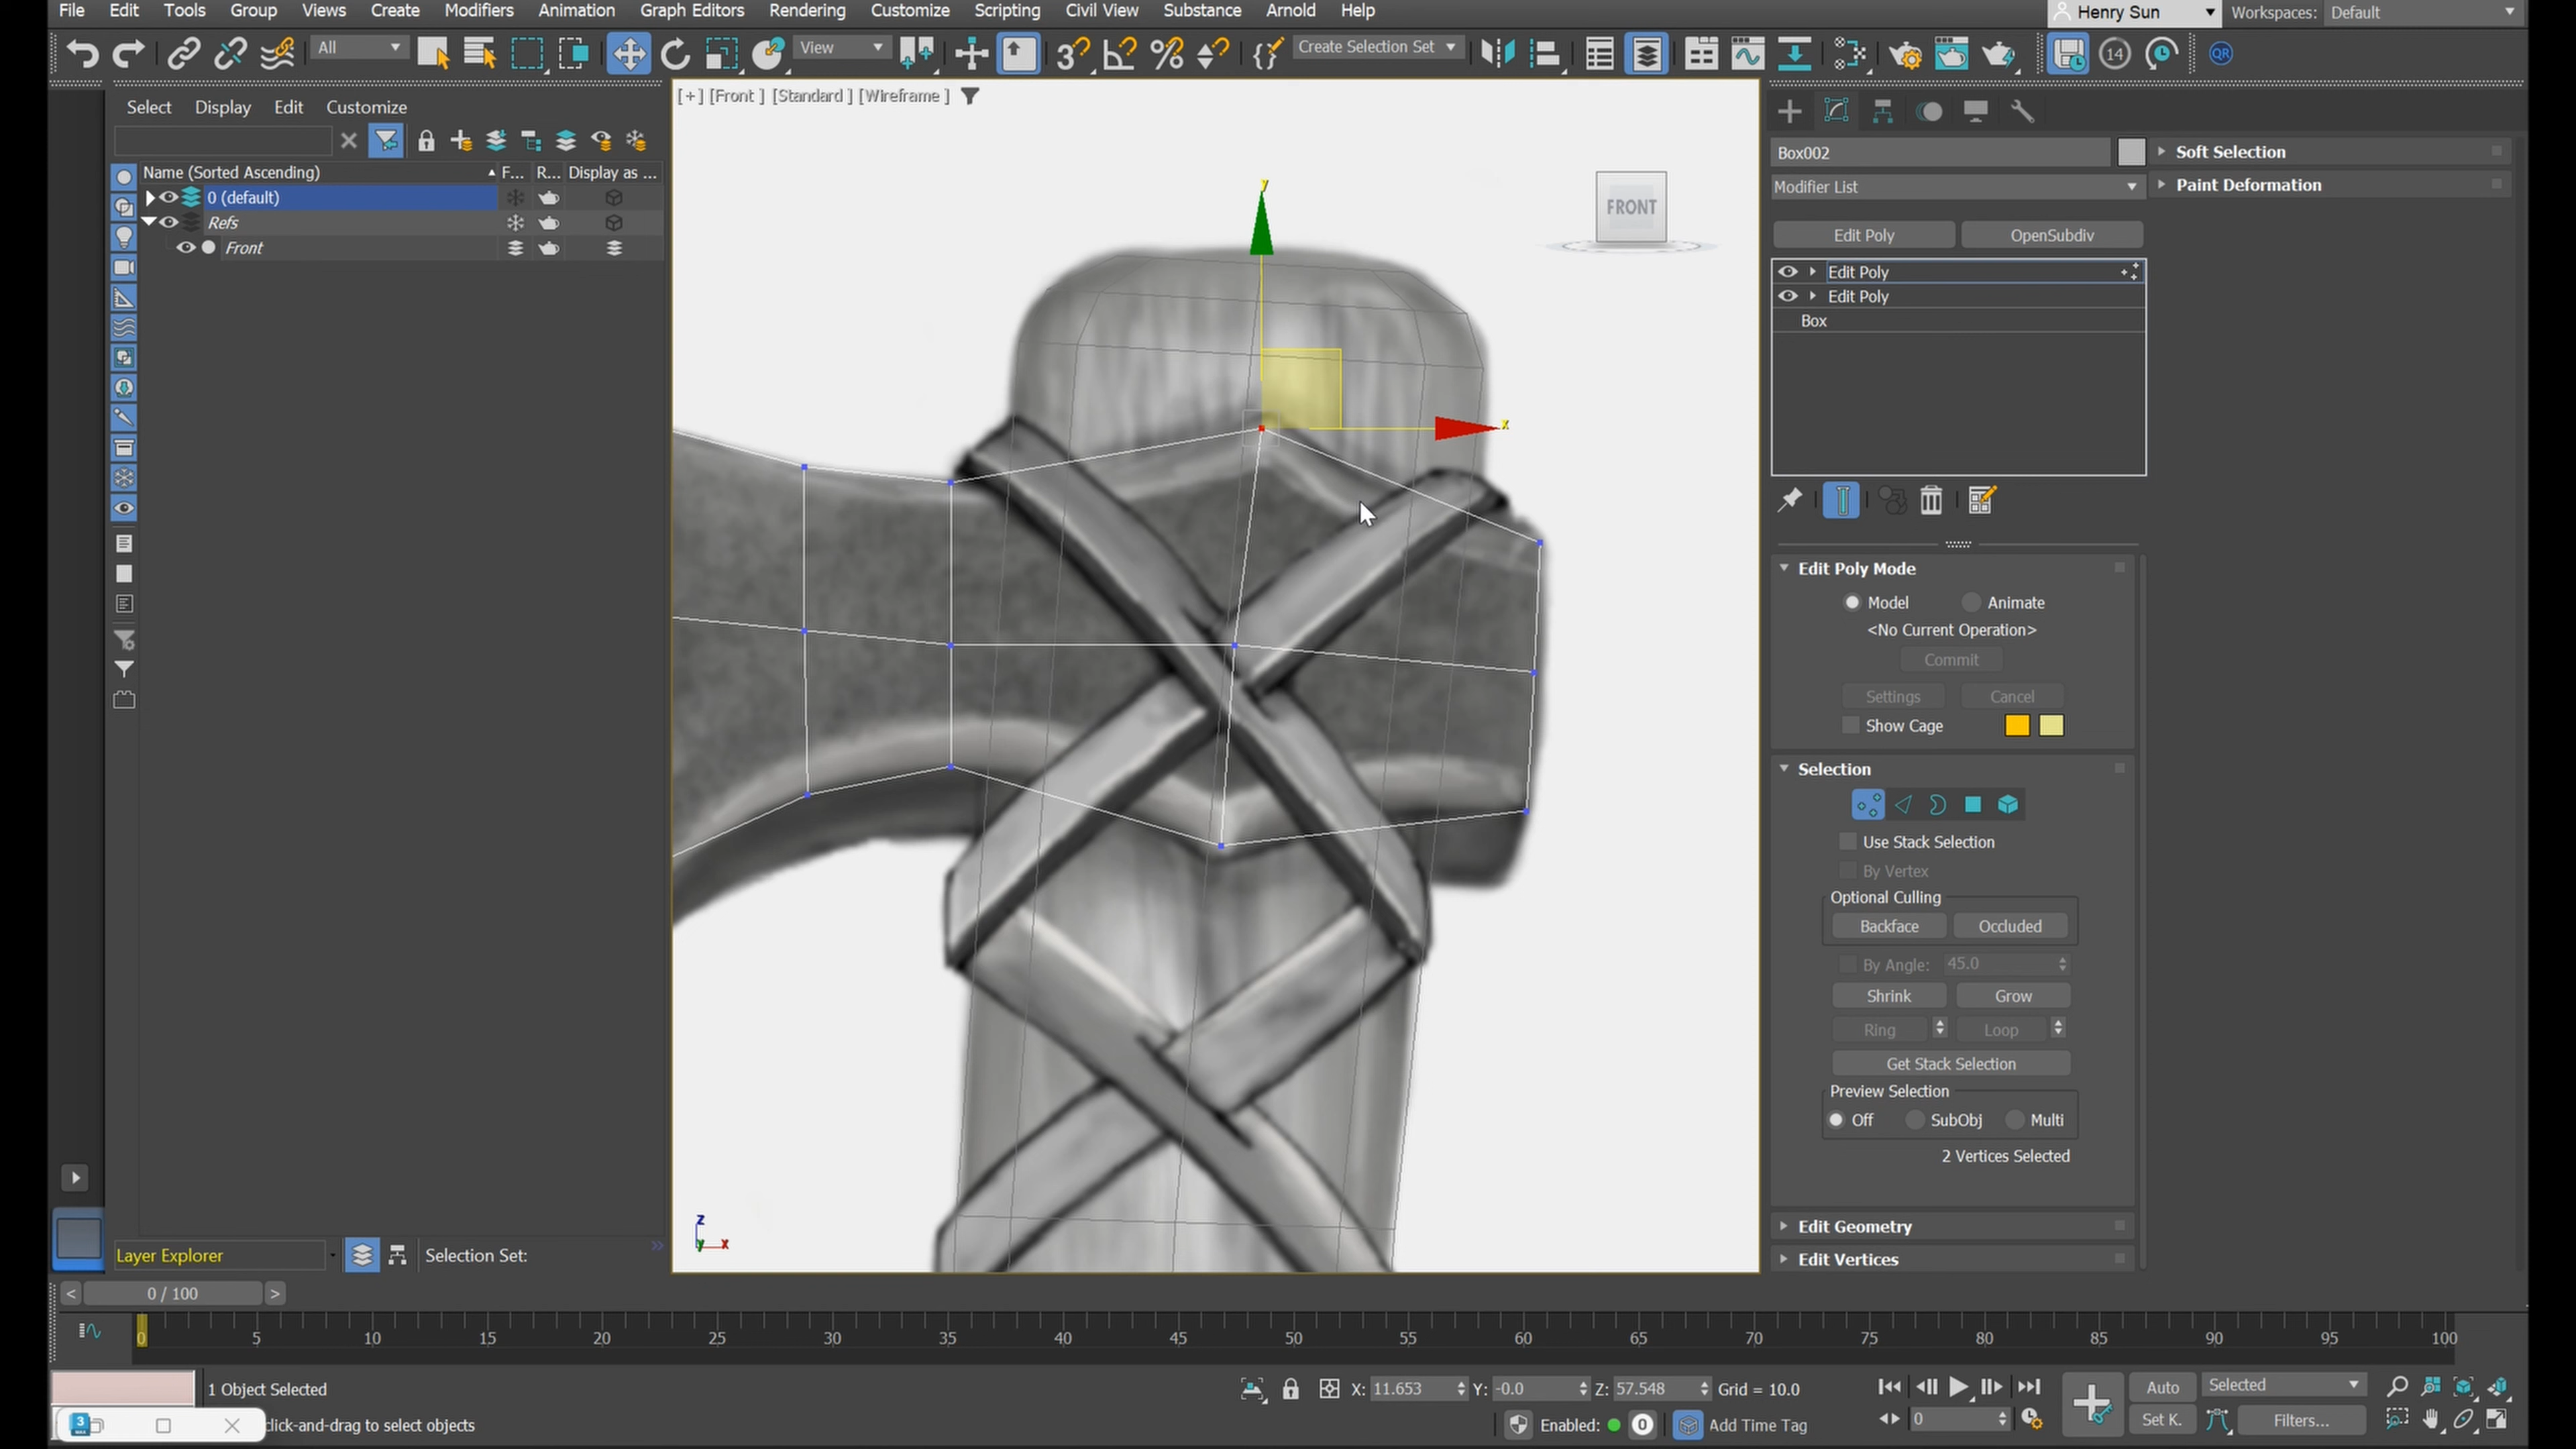 File Edit Tools Group Views Create Modifiers Animation Graph Editors Rendering Customize Scripting Civil View Substance Arnold Help
Henry Sun Workspaces: Default
All View Create Selection Set 14 QR
Select Display Edit Customize
[+] [Front ] [Standard ] [Wireframe ]
Name (Sorted Ascending) F... R... Display as ...
0 (default)
Refs
Front
FRONT
y
x
z
y x
Box002
Modifier List
Edit Poly OpenSubdiv
Edit Poly
Edit Poly
Box
Soft Selection
Paint Deformation
Edit Poly Mode
Model Animate
<No Current Operation>
Commit
Settings Cancel
Show Cage
Selection
Use Stack Selection
By Vertex
Optional Culling
Backface Occluded
By Angle: 45.0
Shrink Grow
Ring Loop
Get Stack Selection
Preview Selection
Off SubObj Multi
2 Vertices Selected
Edit Geometry
Edit Vertices
Layer Explorer Selection Set: »
< 0 / 100 >
0 5 10 15 20 25 30 35 40 45 50 55 60 65 70 75 80 85 90 95 100
1 Object Selected X: 11.653 Y: -0.0 Z: 57.548 Grid = 10.0 Auto Selected
click-and-drag to select objects Enabled: 0 Add Time Tag 0 Set K. Filters...